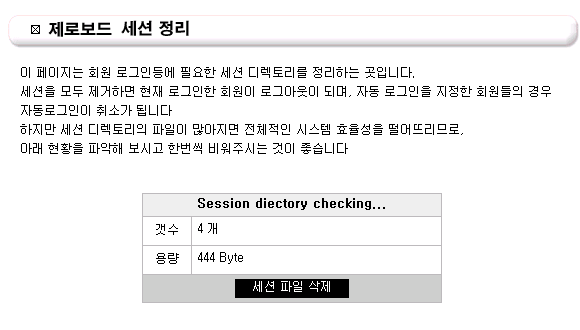 제로보드 세션 정리
이 페이지는 회원 로그인등에 필요한 세션 디렉토리를 정리하는 곳입니다.
세션을 모두 제거하면 현재 로그인한 회원이 로그아웃이 되며, 자동 로그인을 지정한 회원들의 경우
자동로그인이 취소가 됩니다
하지만 세션 디렉토리의 파일이 많아지면 전체적인 시스템 효율성을 떨어뜨리므로,
아래 현황을 파악해 보시고 한번씩 비워주시는 것이 좋습니다
Session diectory checking...
갯수 4 개
용량 444 Byte
세션 파일 삭제